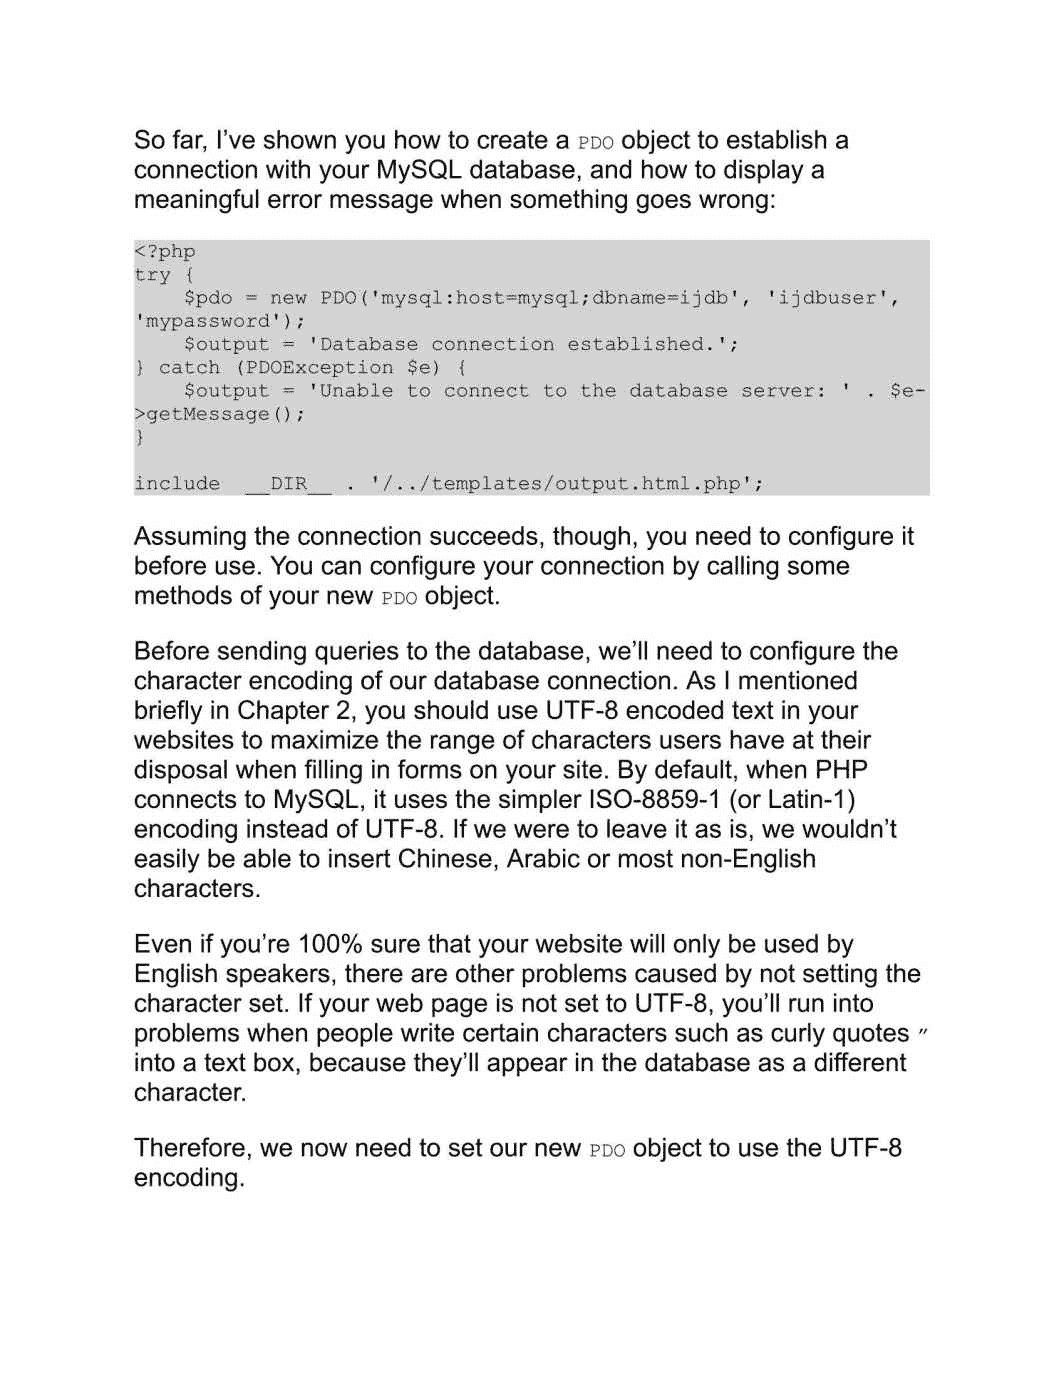 So far, I’ve shown you how to create a PDO object to establish a
connection with your MySQL database, and how to display a
meaningful error message when something goes wrong:
<?php
try {
    $pdo = new PDO('mysql:host=mysql;dbname=ijdb', 'ijdbuser',
'mypassword');
    $output = 'Database connection established.';
} catch (PDOException $e) {
    $output = 'Unable to connect to the database server: ' . $e-
>getMessage();
}
include  __DIR__ . '/../templates/output.html.php';
Assuming the connection succeeds, though, you need to configure it
before use. You can configure your connection by calling some
methods of your new PDO object.
Before sending queries to the database, we’ll need to configure the
character encoding of our database connection. As I mentioned
briefly in Chapter 2, you should use UTF-8 encoded text in your
websites to maximize the range of characters users have at their
disposal when filling in forms on your site. By default, when PHP
connects to MySQL, it uses the simpler ISO-8859-1 (or Latin-1)
encoding instead of UTF-8. If we were to leave it as is, we wouldn’t
easily be able to insert Chinese, Arabic or most non-English
characters.
Even if you’re 100% sure that your website will only be used by
English speakers, there are other problems caused by not setting the
character set. If your web page is not set to UTF-8, you’ll run into
problems when people write certain characters such as curly quotes ”
into a text box, because they’ll appear in the database as a different
character.
Therefore, we now need to set our new PDO object to use the UTF-8
encoding.